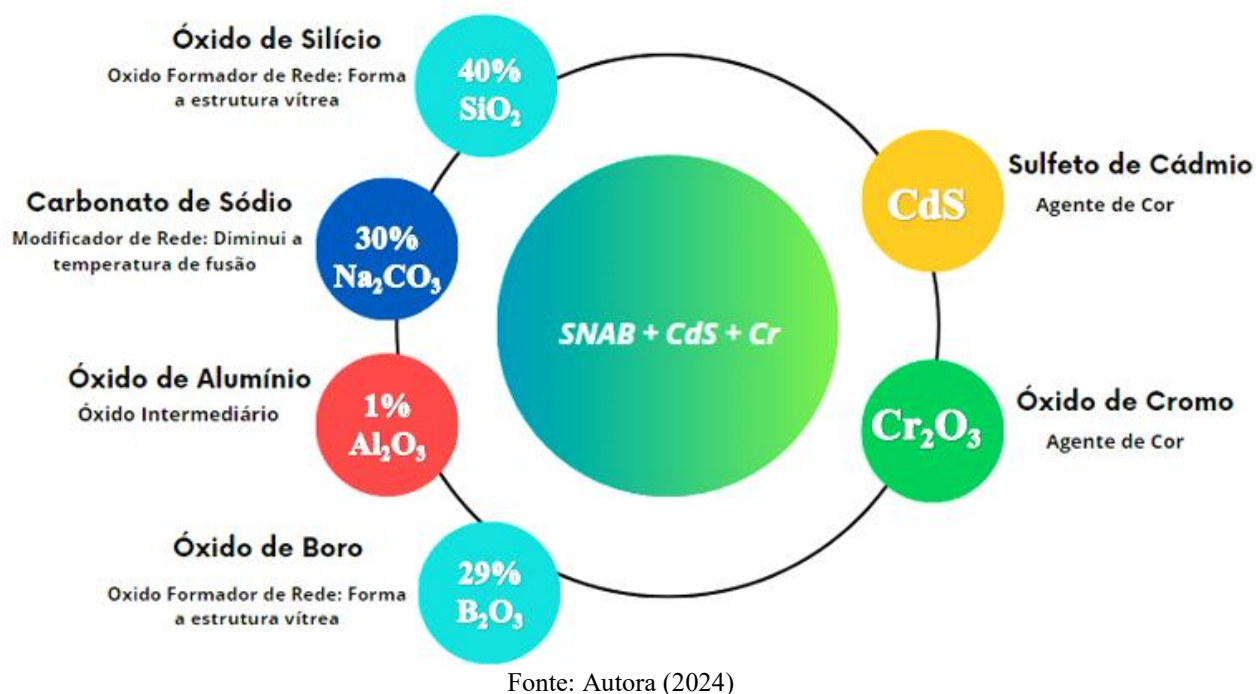 Óxido de Silício
Oxido Formador de Rede: Forma
a estrutura vítrea
40%
SiO₂
Carbonato de Sódio
Modificador de Rede: Diminui a
temperatura de fusão
30%
Na₂CO₃
Óxido de Alumínio
Óxido Intermediário
1%
Al₂O₃
Óxido de Boro
Oxido Formador de Rede: Forma
a estrutura vítrea
29%
B₂O₃
SNAB + CdS + Cr
CdS
Sulfeto de Cádmio
Agente de Cor
Cr₂O₃
Óxido de Cromo
Agente de Cor
Fonte: Autora (2024)